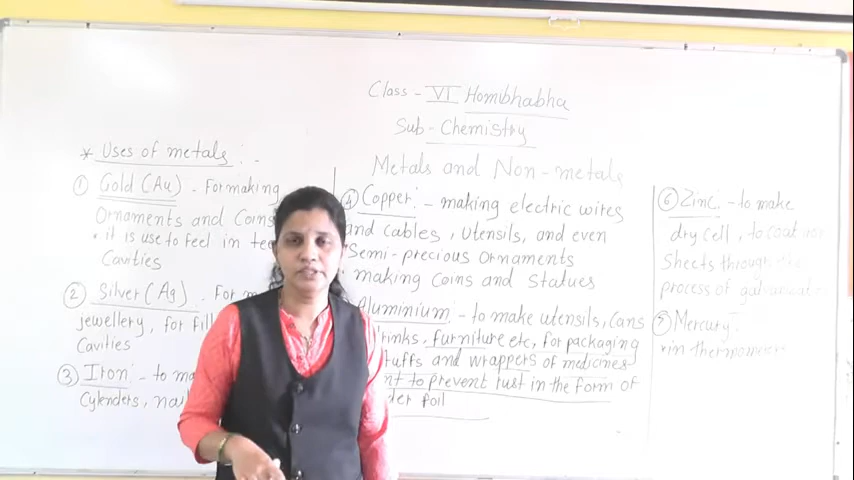 Class - VI Homibhabha
Sub - Chemistry
Metals and Non-metals
* Uses of metals : -
① Gold (Au) - For making
Ornaments and Coins
* it is use to feel in
Cavities
② Silver (Ag) . For
jewellery, for
Cavities
③ Iron : - to
Cylenders,
④ Copper : - making electric wires
and cables, Utensils, and even
Semi-precious Ornaments
making Coins and Statues
Aluminium : - to make utensils, Cans
drinks, furniture etc, for packaging
and wrappers of medicines
to prevent rust in the form of
foil
⑥ Zinc - to make
dry cell, to coat iron
Sheets through the
process of
Mercury -
* in thermometers